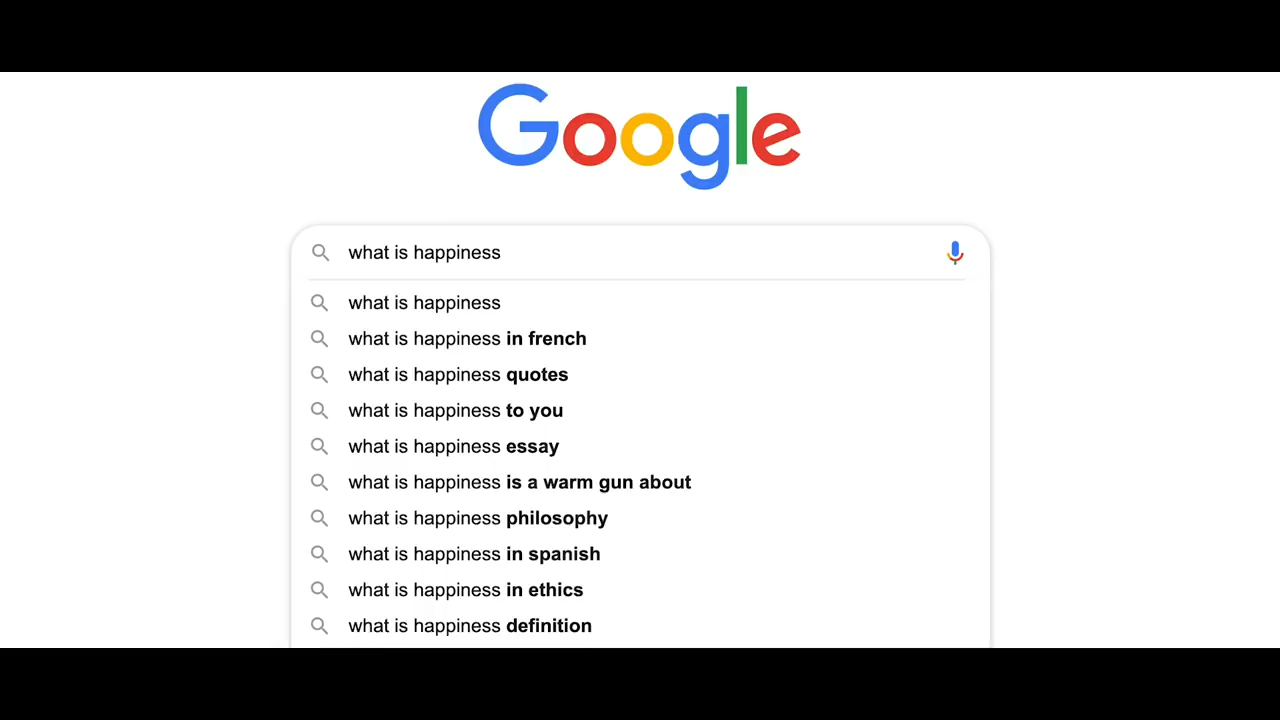 Google
what is happiness
what is happiness
what is happiness in french
what is happiness quotes
what is happiness to you
what is happiness essay
what is happiness is a warm gun about
what is happiness philosophy
what is happiness in spanish
what is happiness in ethics
what is happiness definition